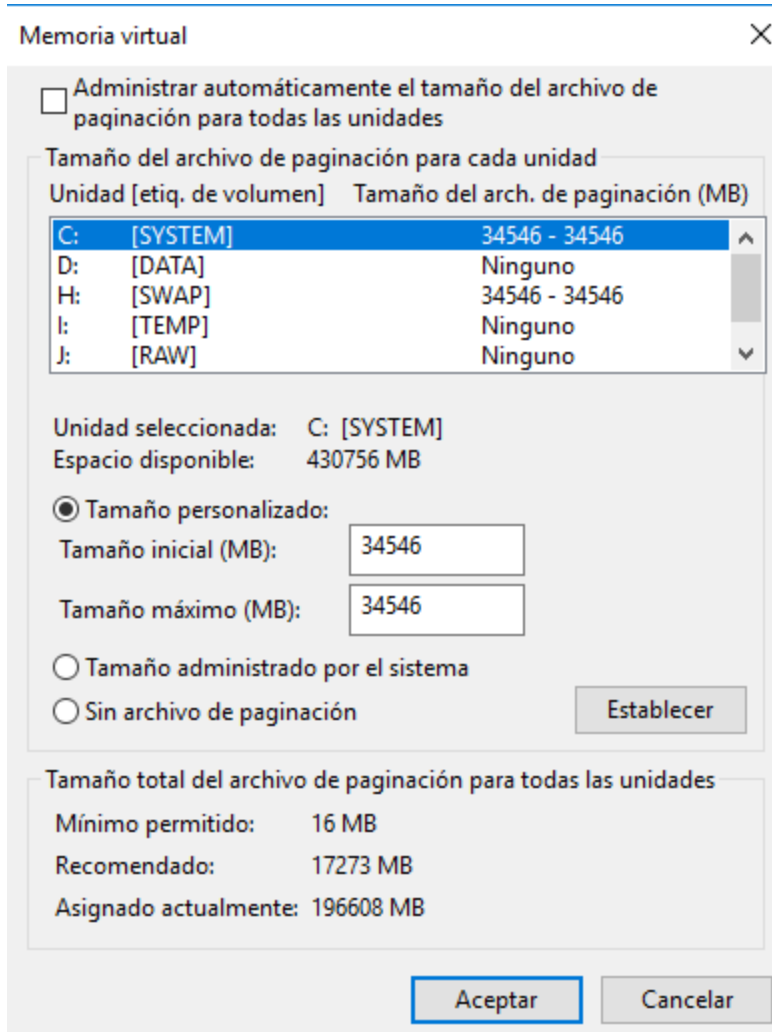 Memoria virtual
Administrar automáticamente el tamaño del archivo de
paginación para todas las unidades
Tamaño del archivo de paginación para cada unidad
Unidad [etiq. de volumen] Tamaño del arch. de paginación (MB)
C: [SYSTEM] 34546 - 34546
D: [DATA] Ninguno
H: [SWAP] 34546 - 34546
I: [TEMP] Ninguno
J: [RAW] Ninguno
Unidad seleccionada: C: [SYSTEM]
Espacio disponible: 430756 MB
Tamaño personalizado:
Tamaño inicial (MB): 34546
Tamaño máximo (MB): 34546
Tamaño administrado por el sistema
Sin archivo de paginación Establecer
Tamaño total del archivo de paginación para todas las unidades
Mínimo permitido: 16 MB
Recomendado: 17273 MB
Asignado actualmente: 196608 MB
Aceptar Cancelar